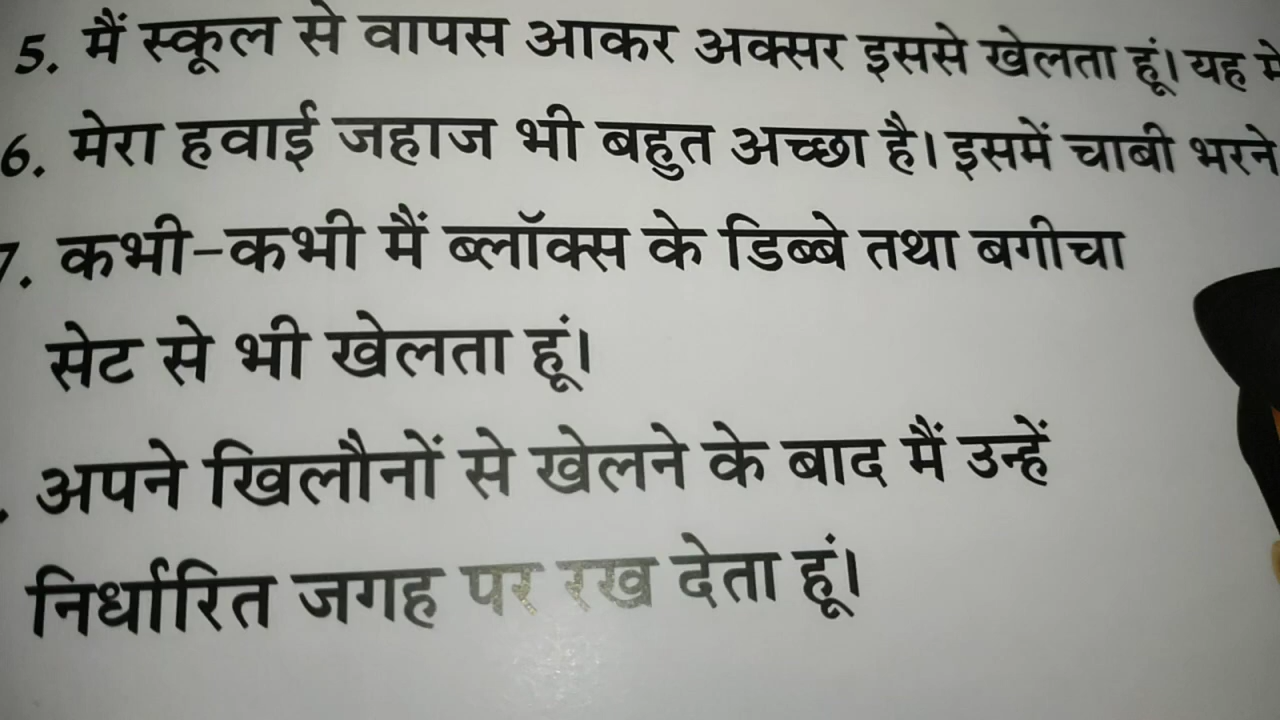 5. मैं स्कूल से वापस आकर अक्सर इससे खेलता हूं। यह
6. मेरा हवाई जहाज भी बहुत अच्छा है। इसमें चाबी भरने
7. कभी-कभी मैं ब्लॉक्स के डिब्बे तथा बगीचा
सेट से भी खेलता हूं।
. अपने खिलौनों से खेलने के बाद मैं उन्हें
निर्धारित जगह पर रख देता हूं।